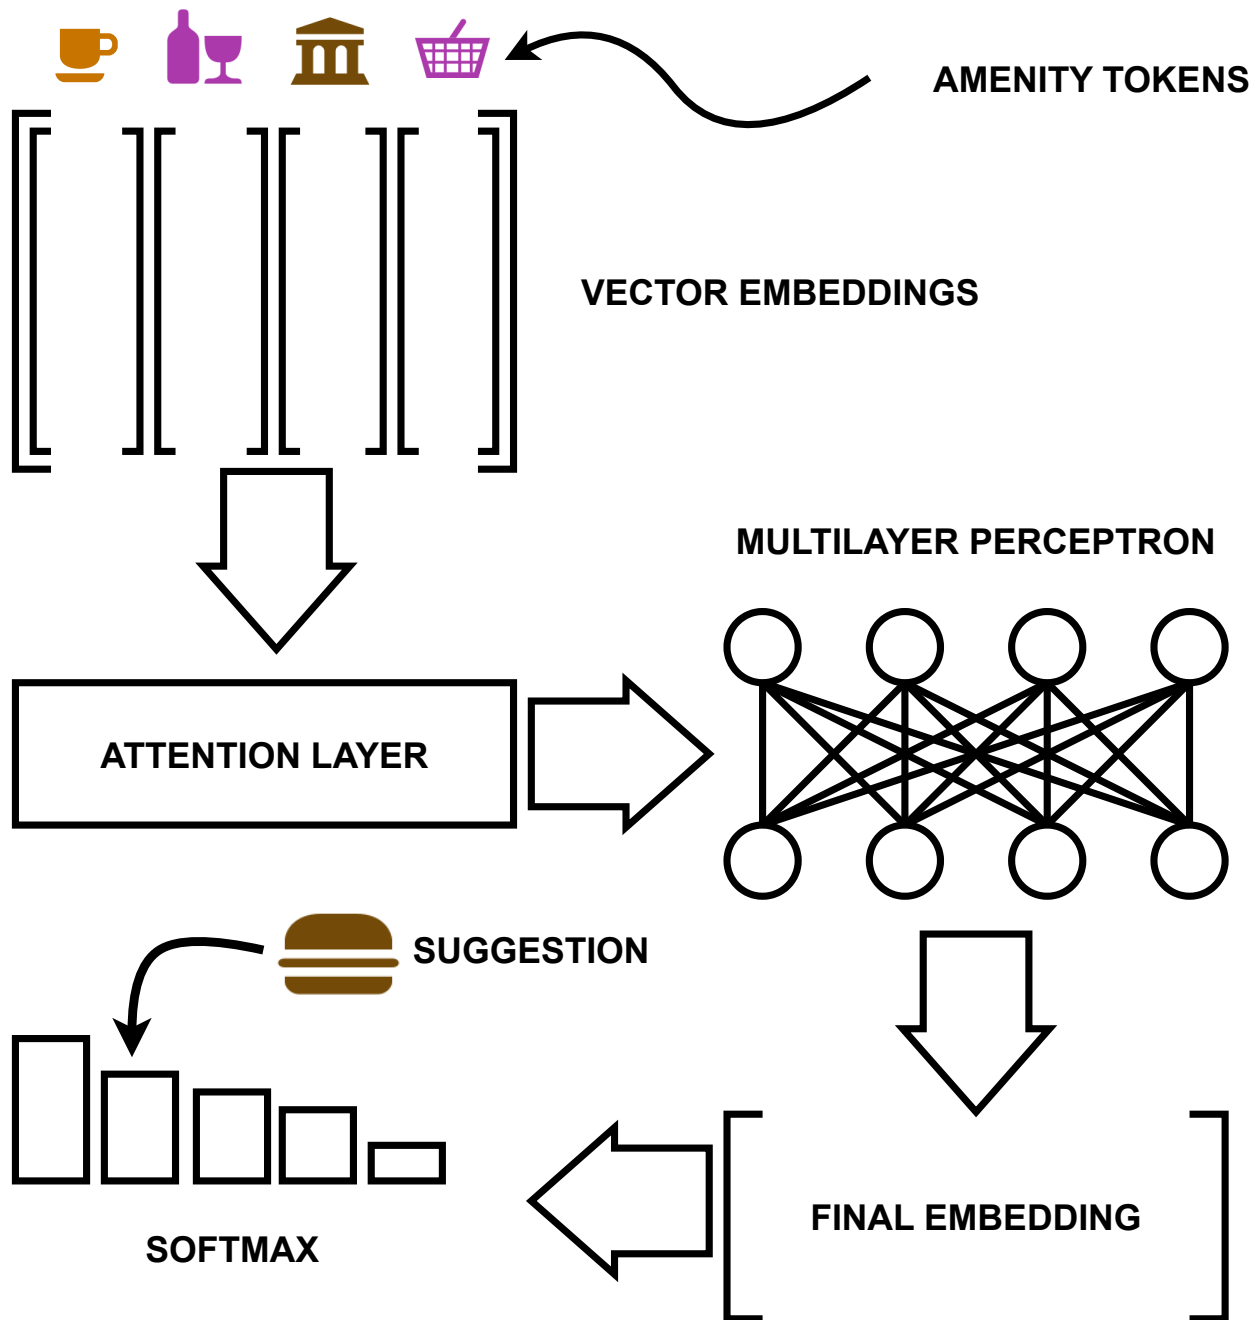 AMENITY TOKENS
VECTOR EMBEDDINGS
MULTILAYER PERCEPTRON
ATTENTION LAYER
SUGGESTION
FINAL EMBEDDING
SOFTMAX